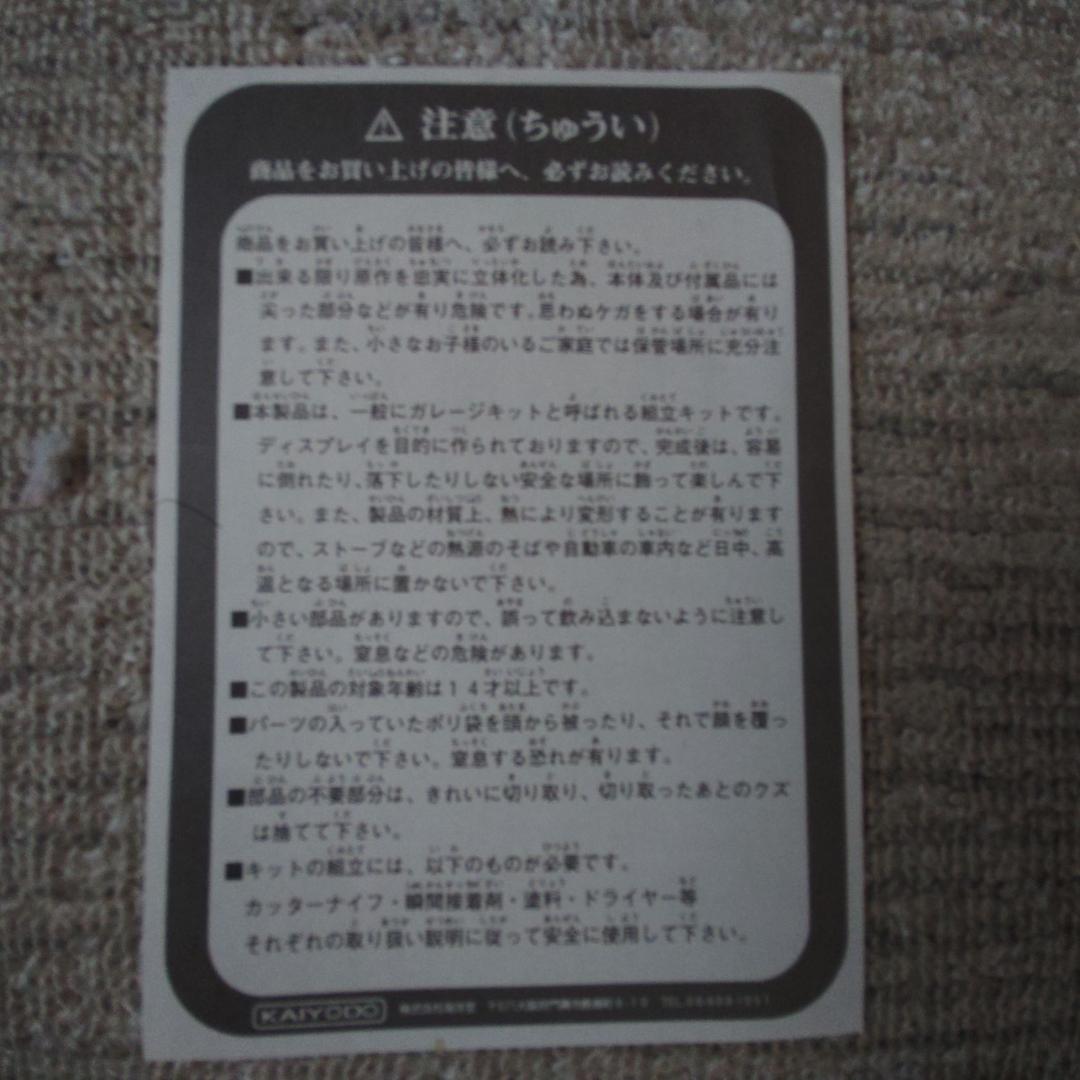 注意(ちゅうい)
商品をお買い上げの皆様へ、必ずお読みください。
商品をお買い上げの皆様へ、必ずお読み下さい。
■出来る限り原作を忠実に立体化した為、本体及び付属品には
尖った部分などが有り危険です。思わぬケガをする場合が有り
ます。また、小さなお子様のいるご家庭では保管場所に充分注
意して下さい。
■本製品は、一般にガレージキットと呼ばれる組立キットです。
ディスプレイを目的に作られておりますので、完成後は、容易
に倒れたり、落下したりしない安全な場所に飾って楽しんで下
さい。また、製品の材質上、熱により変形することが有ります
ので、ストーブなどの熱源のそばや自動車の車内など日中、高
温となる場所に置かないで下さい。
■小さい部品がありますので、誤って飲み込まないように注意し
て下さい。窒息などの危険があります。
■この製品の対象年齢は14才以上です。
■パーツの入っていたポリ袋を頭から被ったり、それで顔を覆っ
たりしないで下さい。窒息する恐れが有ります。
■部品の不要部分は、きれいに切り取り、切り取ったあとのクズ
は捨てて下さい。
■キットの組立には、以下のものが必要です。
カッターナイフ・瞬間接着剤・塗料・ドライヤー等
それぞれの取り扱い説明に従って安全に使用して下さい。
KAIYODO 株式会社海洋堂